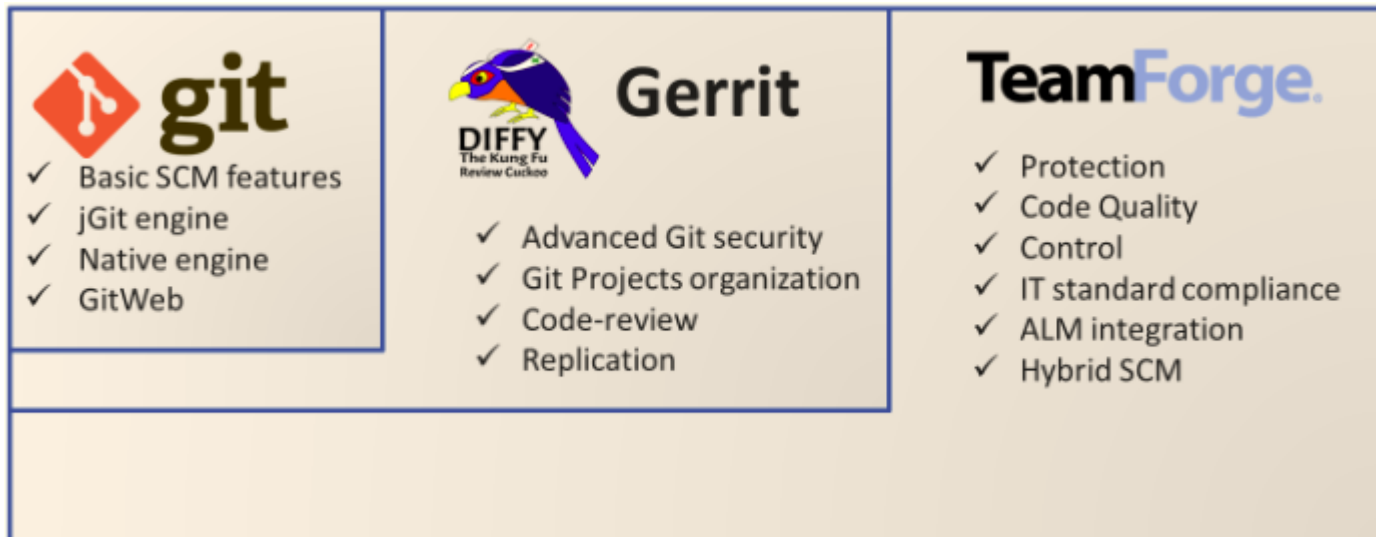 git
Basic SCM features
jGit engine
Native engine
GitWeb
DIFFY
The Kung Fu
Review Cuckoo
Gerrit
Advanced Git security
Git Projects organization
Code-review
Replication
TeamForge.
Protection
Code Quality
Control
IT standard compliance
ALM integration
Hybrid SCM